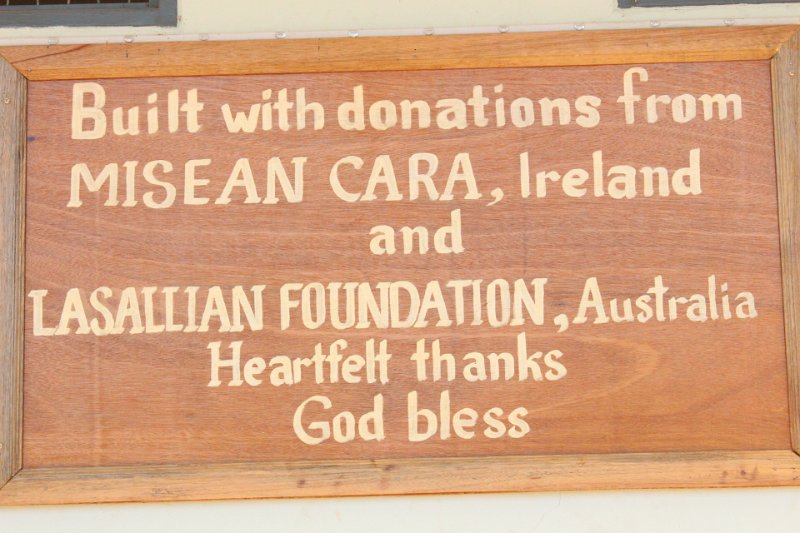 Built with donations from
MISEAN CARA, Ireland
and
LASALLIAN FOUNDATION, Australia
Heartfelt thanks
God bless